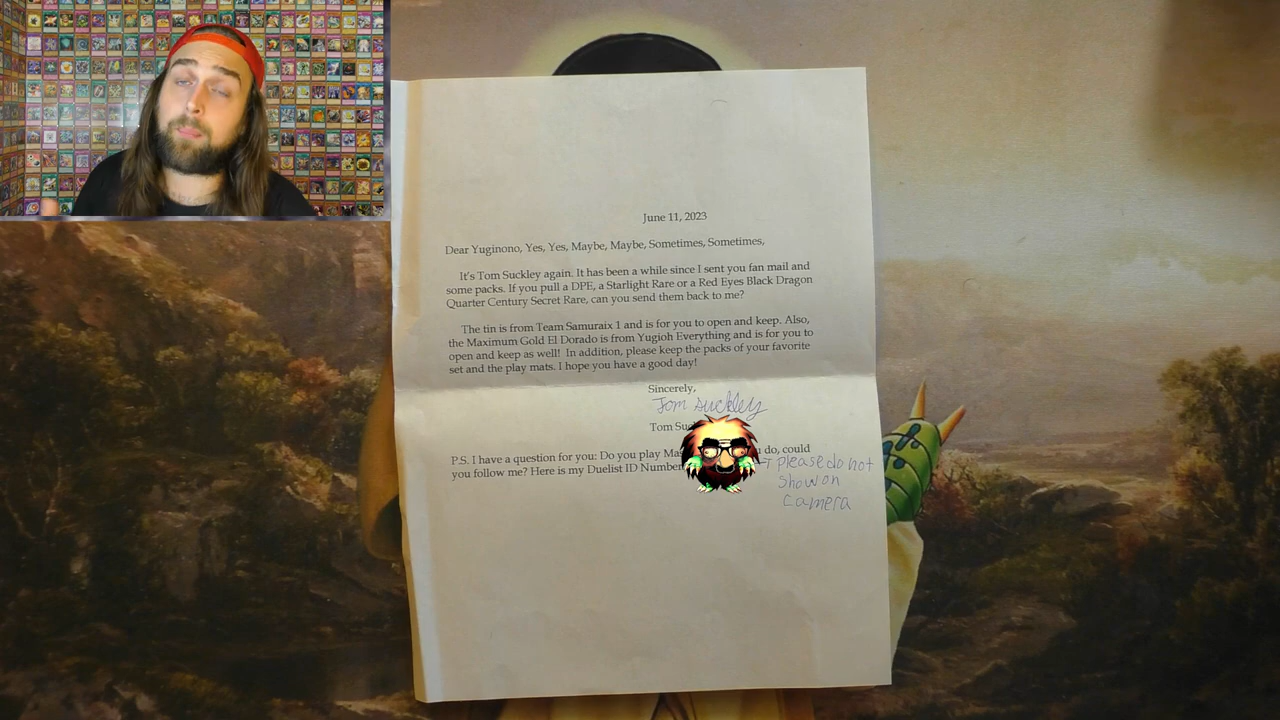 June 11, 2023
Dear Yuginono, Yes, Yes, Maybe, Maybe, Sometimes, Sometimes,
It's Tom Suckley again. It has been a while since I sent you fan mail and
some packs. If you pull a DPE, a Starlight Rare or a Red Eyes Black Dragon
Quarter Century Secret Rare, can you send them back to me?
The tin is from Team Samuraix 1 and is for you to open and keep. Also,
the Maximum Gold El Dorado is from Yugioh Everything and is for you to
open and keep as well! In addition, please keep the packs of your favorite
set and the play mats. I hope you have a good day!
Sincerely,
Tom Suckley
Tom Suc
P.S. I have a question for you: Do you play Mas do, could
you follow me? Here is my Duelist ID Number
please do not
show on
camera